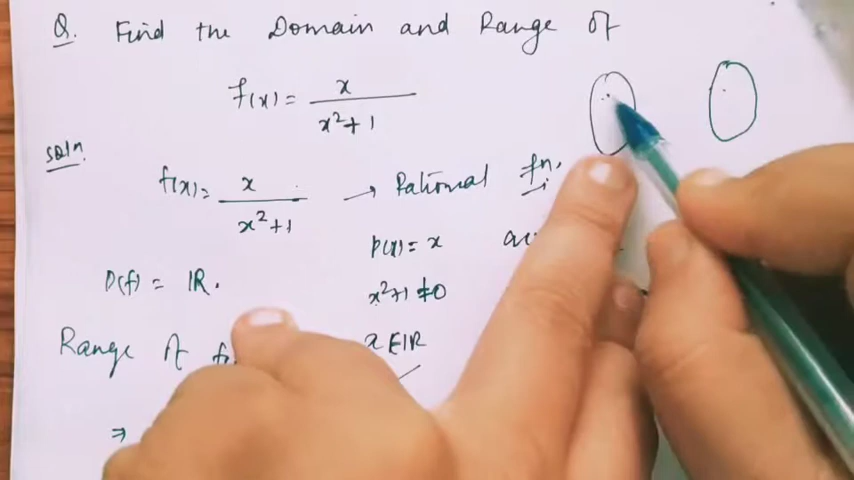 Q. Find the Domain and Range of
f(x) = x / x²+1
Soln.
f(x) = x / x²+1 → Rational fn.
p(x) = x
D(f) = IR.
x²+1 ≠ 0
Range of
x ∈ IR
⇒